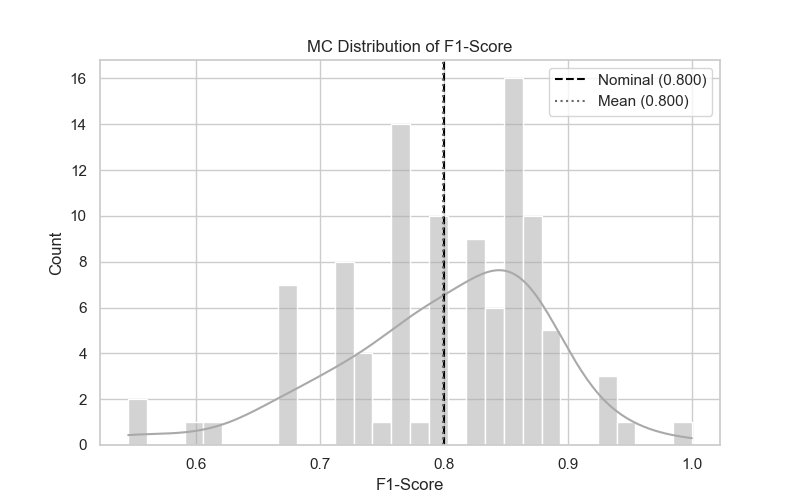 MC Distribution of F1-Score
Nominal (0.800)
Mean (0.800)
16
14
12
10
8
6
4
2
0
Count
0.6
0.7
0.8
0.9
1.0
F1-Score